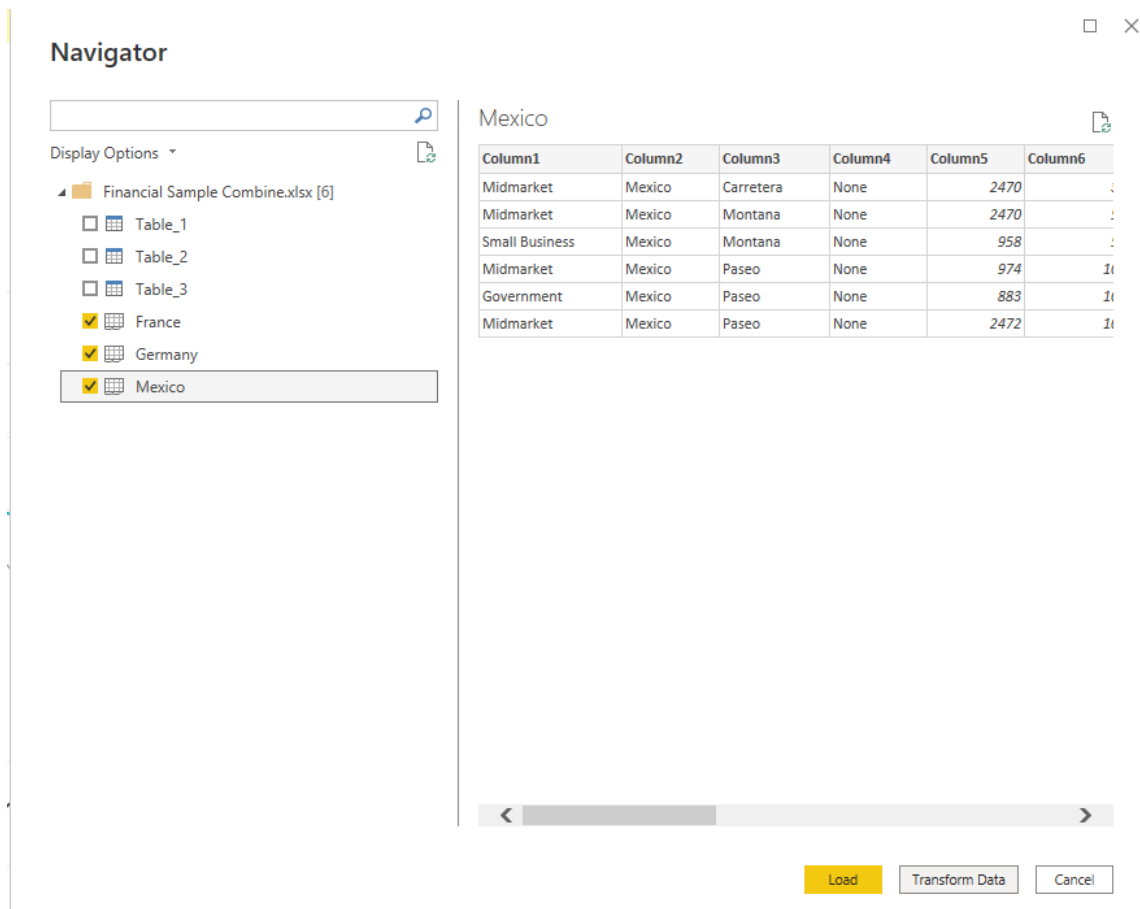 Navigator
Display Options
Financial Sample Combine.xlsx [6]
Table_1
Table_2
Table_3
France
Germany
Mexico
Mexico
Column1 Column2 Column3 Column4 Column5 Column6
Midmarket Mexico Carretera None 2470
Midmarket Mexico Montana None 2470
Small Business Mexico Montana None 958
Midmarket Mexico Paseo None 974
Government Mexico Paseo None 883
Midmarket Mexico Paseo None 2472
Load Transform Data Cancel